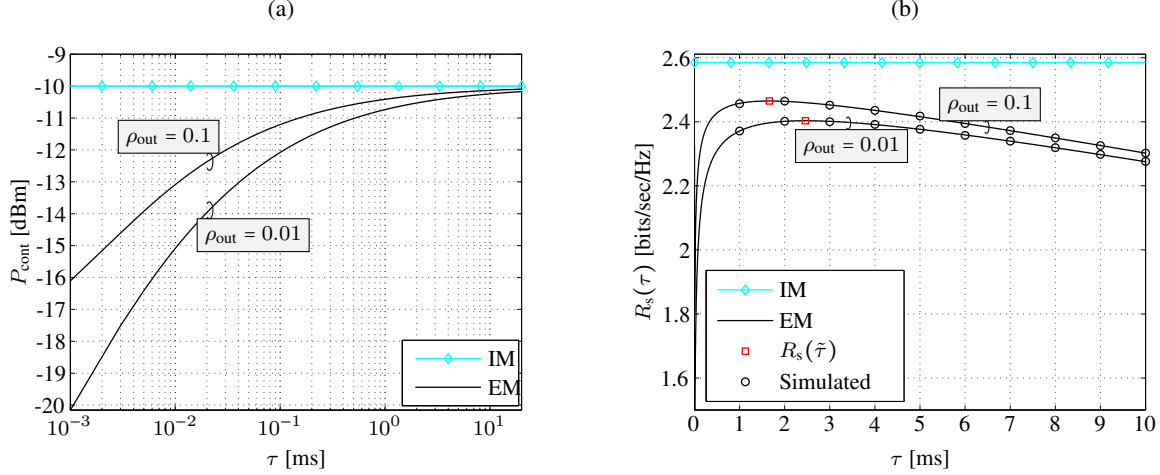 (a)
-9
-10
-11
-12
-13
-14
-15
-16
-17
-18
-19
-20
P_cont [dBm]
ρ_out = 0.1
ρ_out = 0.01
IM
EM
10^−3
10^−2
10^−1
10^0
10^1
τ [ms]
(b)
2.6
2.4
2.2
2
1.8
1.6
R_s(τ) [bits/sec/Hz]
ρ_out = 0.1
ρ_out = 0.01
IM
EM
R_s(τ̃)
Simulated
0 1 2 3 4 5 6 7 8 9 10
τ [ms]